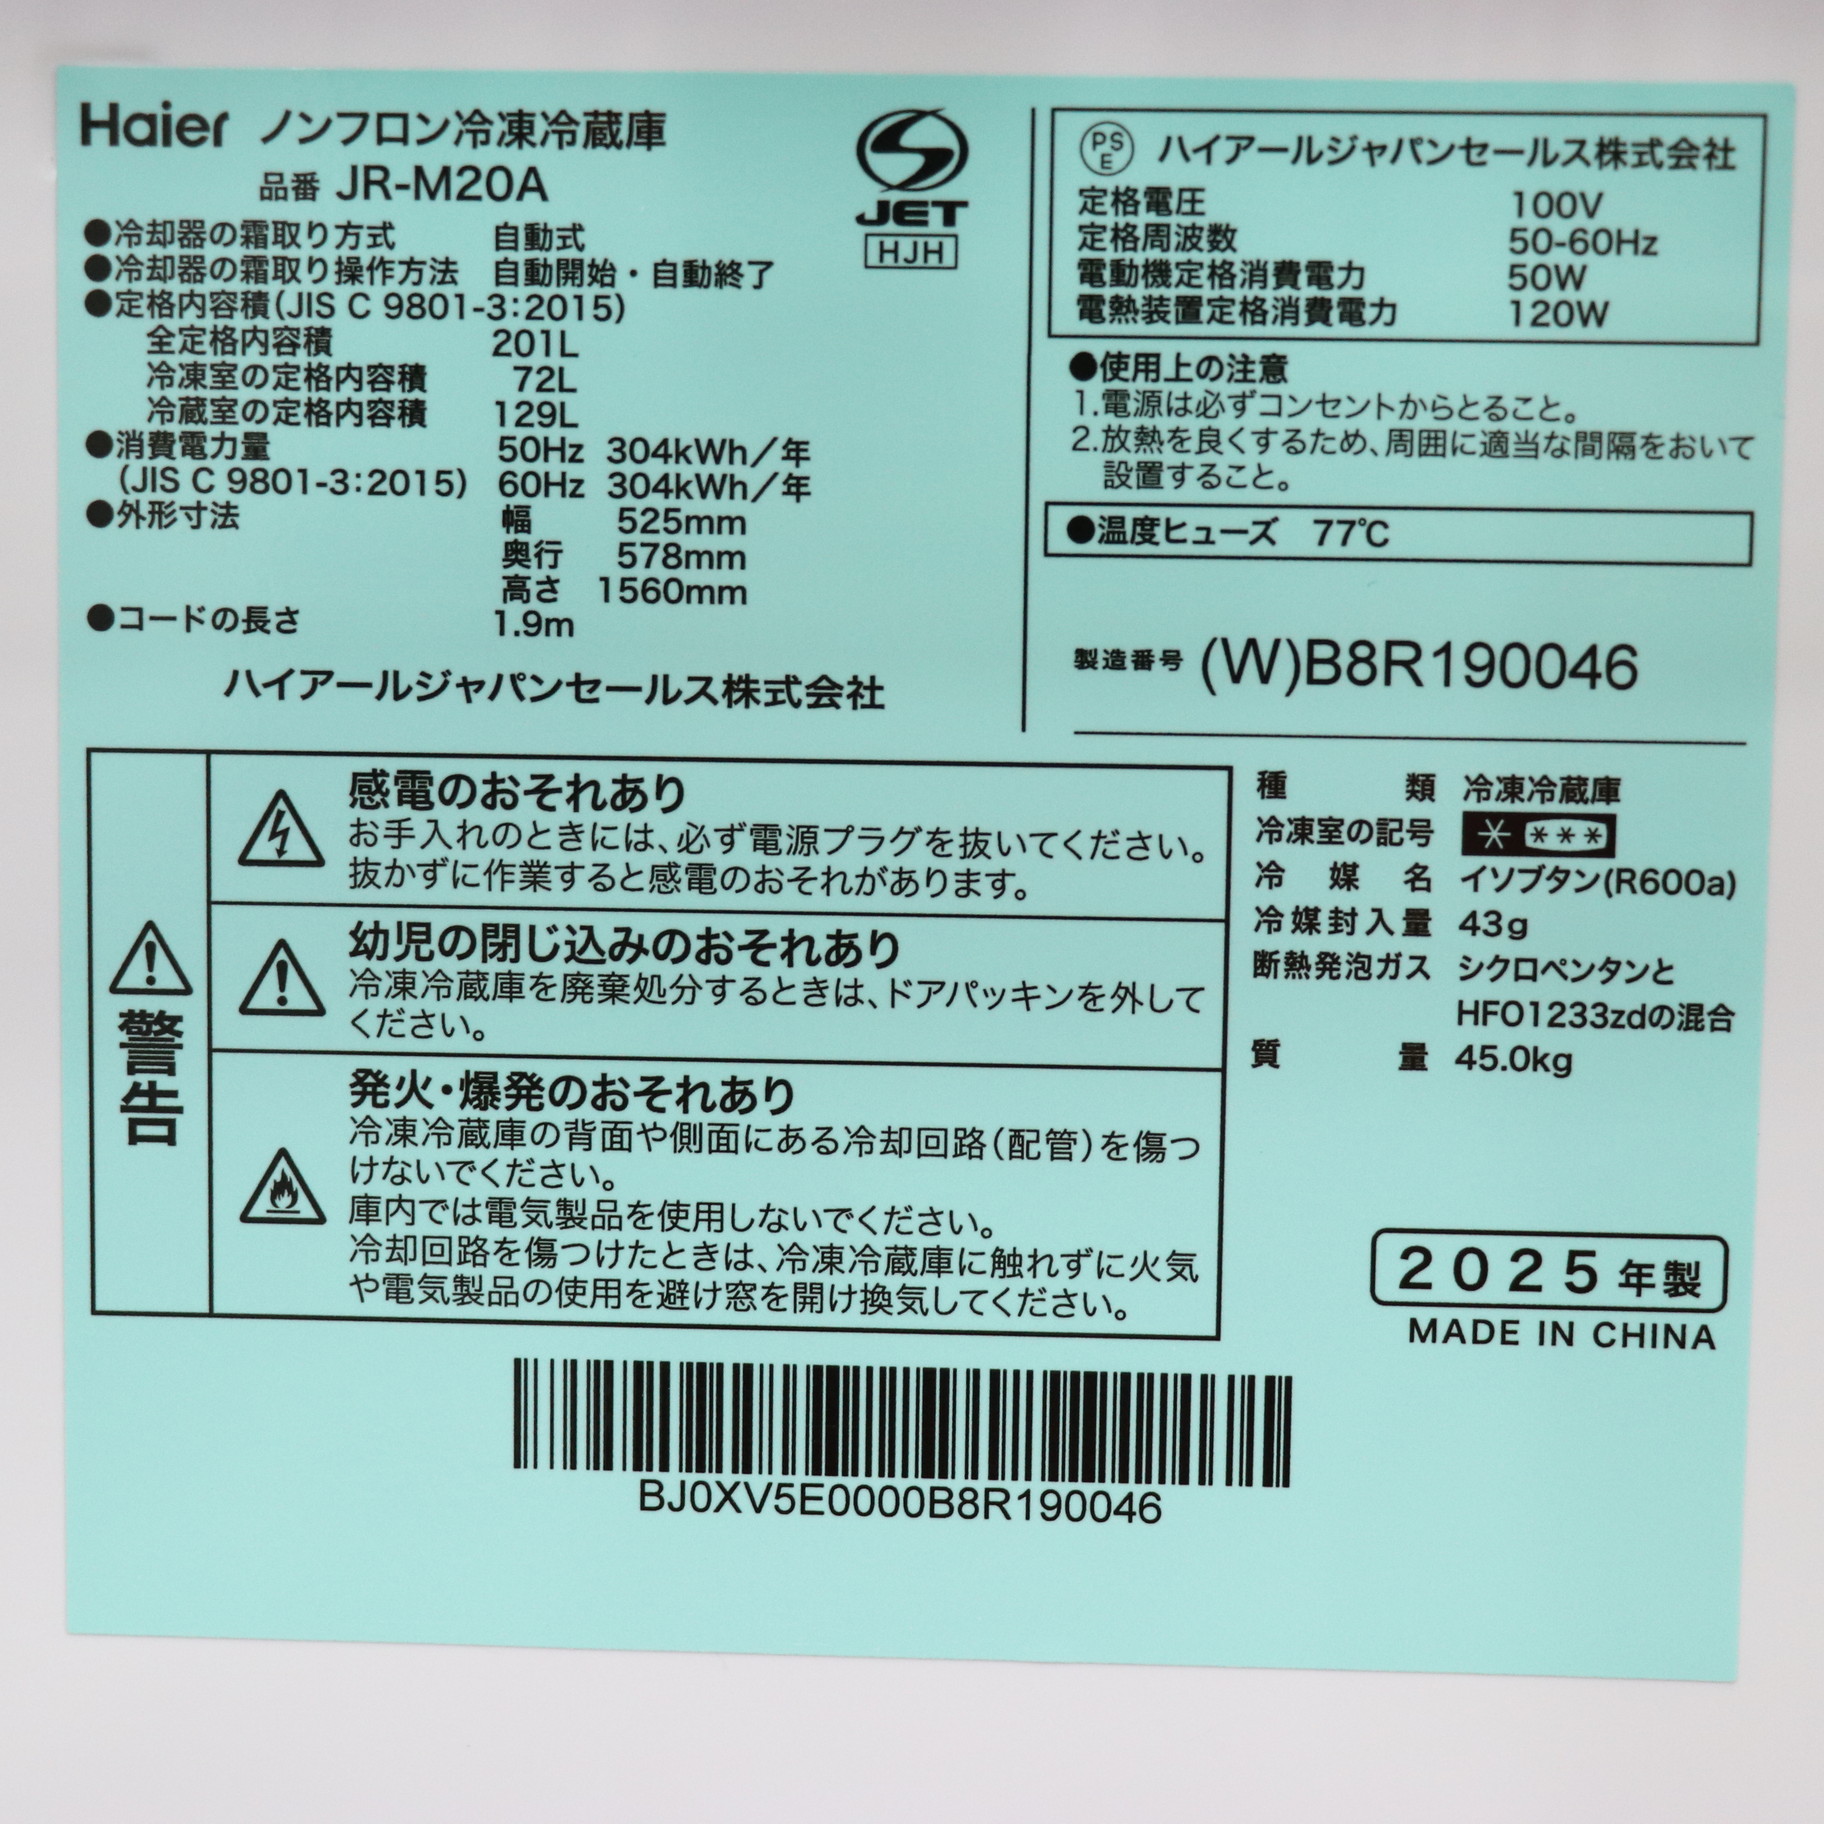 Haier ノンフロン冷凍冷蔵庫
品番 JR-M20A
●冷却器の霜取り方式 自動式
●冷却器の霜取り操作方法 自動開始・自動終了
●定格内容積(JIS C 9801-3:2015)
全定格内容積 201L
冷凍室の定格内容積 72L
冷蔵室の定格内容積 129L
●消費電力量 50Hz 304kWh／年
(JIS C 9801-3:2015) 60Hz 304kWh／年
●外形寸法 幅 525mm
奥行 578mm
高さ 1560mm
●コードの長さ 1.9m
ハイアールジャパンセールス株式会社
JET
HJH
PS
E
ハイアールジャパンセールス株式会社
定格電圧 100V
定格周波数 50-60Hz
電動機定格消費電力 50W
電熱装置定格消費電力 120W
●使用上の注意
1.電源は必ずコンセントからとること。
2.放熱を良くするため、周囲に適当な間隔をおいて
設置すること。
●温度ヒューズ 77℃
製造番号 (W)B8R190046
警告
感電のおそれあり
お手入れのときには、必ず電源プラグを抜いてください。
抜かずに作業すると感電のおそれがあります。
幼児の閉じ込みのおそれあり
冷凍冷蔵庫を廃棄処分するときは、ドアパッキンを外して
ください。
発火・爆発のおそれあり
冷凍冷蔵庫の背面や側面にある冷却回路(配管)を傷つ
けないでください。
庫内では電気製品を使用しないでください。
冷却回路を傷つけたときは、冷凍冷蔵庫に触れずに火気
や電気製品の使用を避け窓を開け換気してください。
種類 冷凍冷蔵庫
冷凍室の記号 * ***
冷媒名 イソブタン(R600a)
冷媒封入量 43g
断熱発泡ガス シクロペンタンと
HFO1233zdの混合
質量 45.0kg
2025年製
MADE IN CHINA
BJ0XV5E0000B8R190046